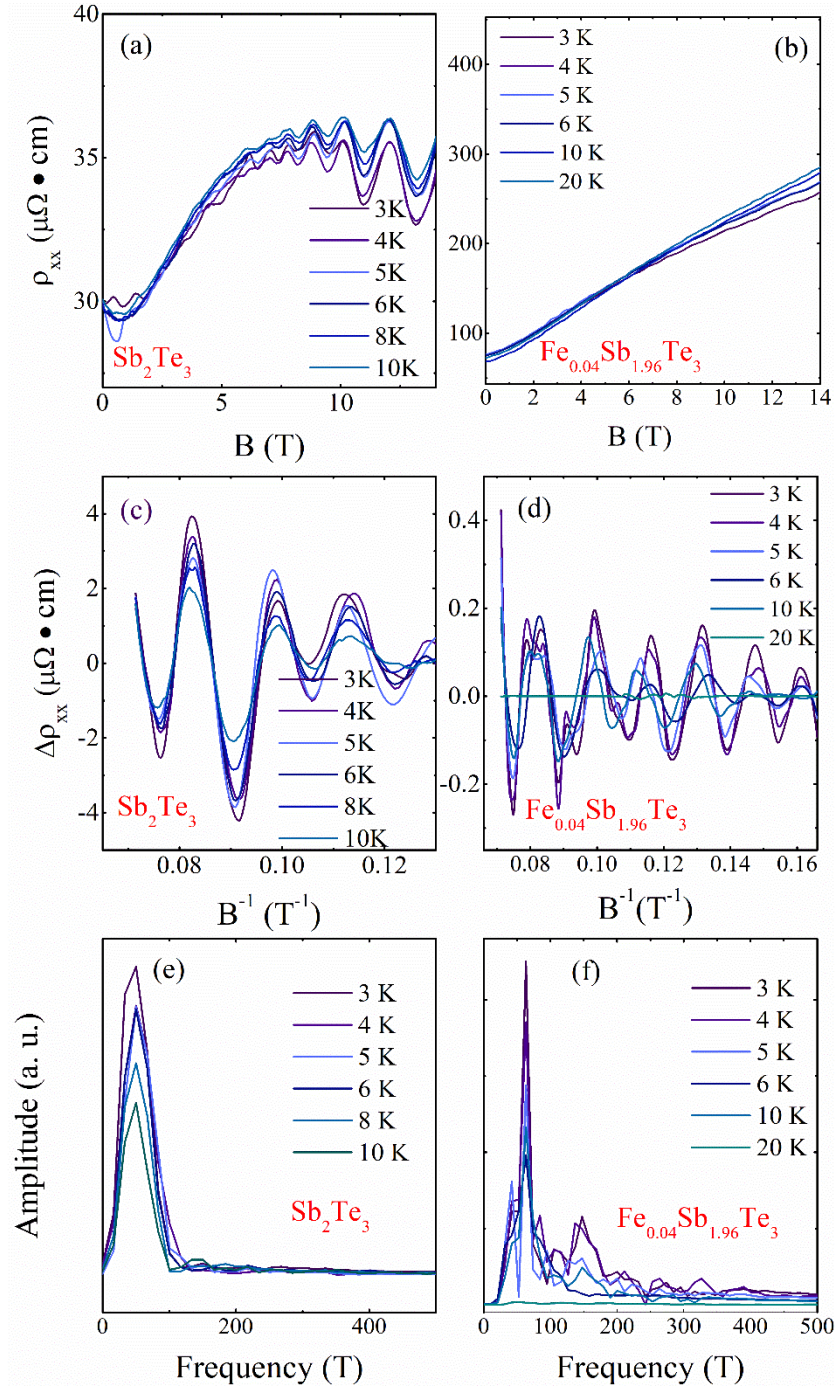 (a)
40
35
30
0
5
10
ρxx (μΩ • cm)
B (T)
3K
4K
5K
6K
8K
10K
Sb2Te3
(b)
400
300
250
200
150
100
0
2
4
6
8
10
12
14
B (T)
3 K
4 K
5 K
6 K
10 K
20 K
Fe0.04Sb1.96Te3
(c)
4
2
0
-2
-4
0.08
0.10
0.12
Δρxx (μΩ • cm)
B-1 (T-1)
3K
4K
5K
6K
8K
10K
Sb2Te3
(d)
0.4
0.2
0.0
-0.2
0.08
0.10
0.12
0.14
0.16
B-1(T-1)
3 K
4 K
5 K
6 K
10 K
20 K
Fe0.04Sb1.96Te3
(e)
0
200
400
Amplitude (a. u.)
Frequency (T)
3 K
4 K
5 K
6 K
8 K
10 K
Sb2Te3
(f)
0
100
200
300
400
500
Frequency (T)
3 K
4 K
5 K
6 K
10 K
20 K
Fe0.04Sb1.96Te3